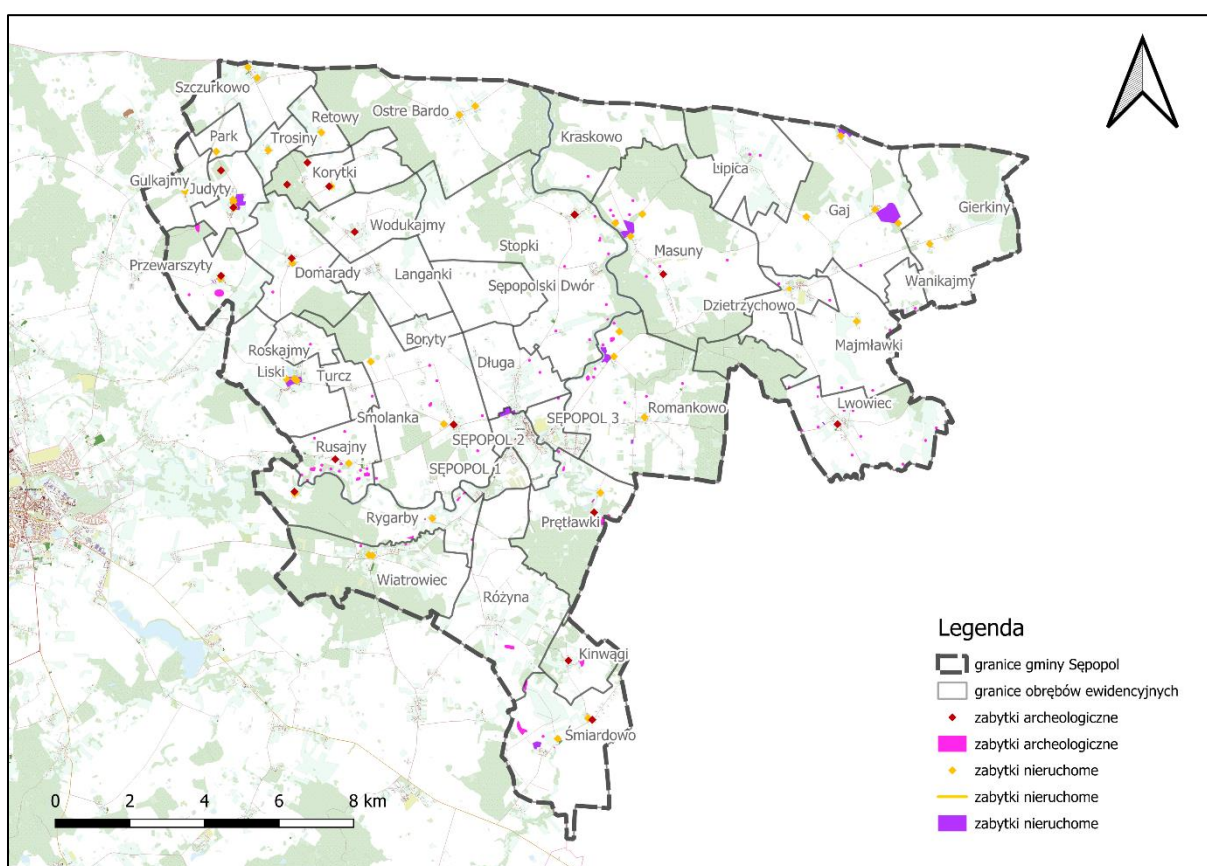 Szczurkowo
Ostre Bardo
Retowy
Park
Trosiny
Kraskowo
Lipica
Gulkajmy
Judyty
Korytki
Gaj
Gierkiny
Wodukajmy
Stopki
Masuny
Przewarszyty
Domarady
Langanki
Sępopolski Dwór
Wanikajmy
Dzietrzychowo
Roskajmy
Boryty
Majmławki
Długa
Liski
Turcz
Lwowiec
Smolanka
SĘPOPOL 3
Romankowo
SĘPOPOL 2
Rusajny
SĘPOPOL 1
Rygarby
Prętławki
Wiatrowiec
Różyna
Kinwągi
Śmiardowo
Legenda
granice gminy Sępopol
granice obrębów ewidencyjnych
zabytki archeologiczne
zabytki archeologiczne
zabytki nieruchome
zabytki nieruchome
zabytki nieruchome
0 2 4 6 8 km